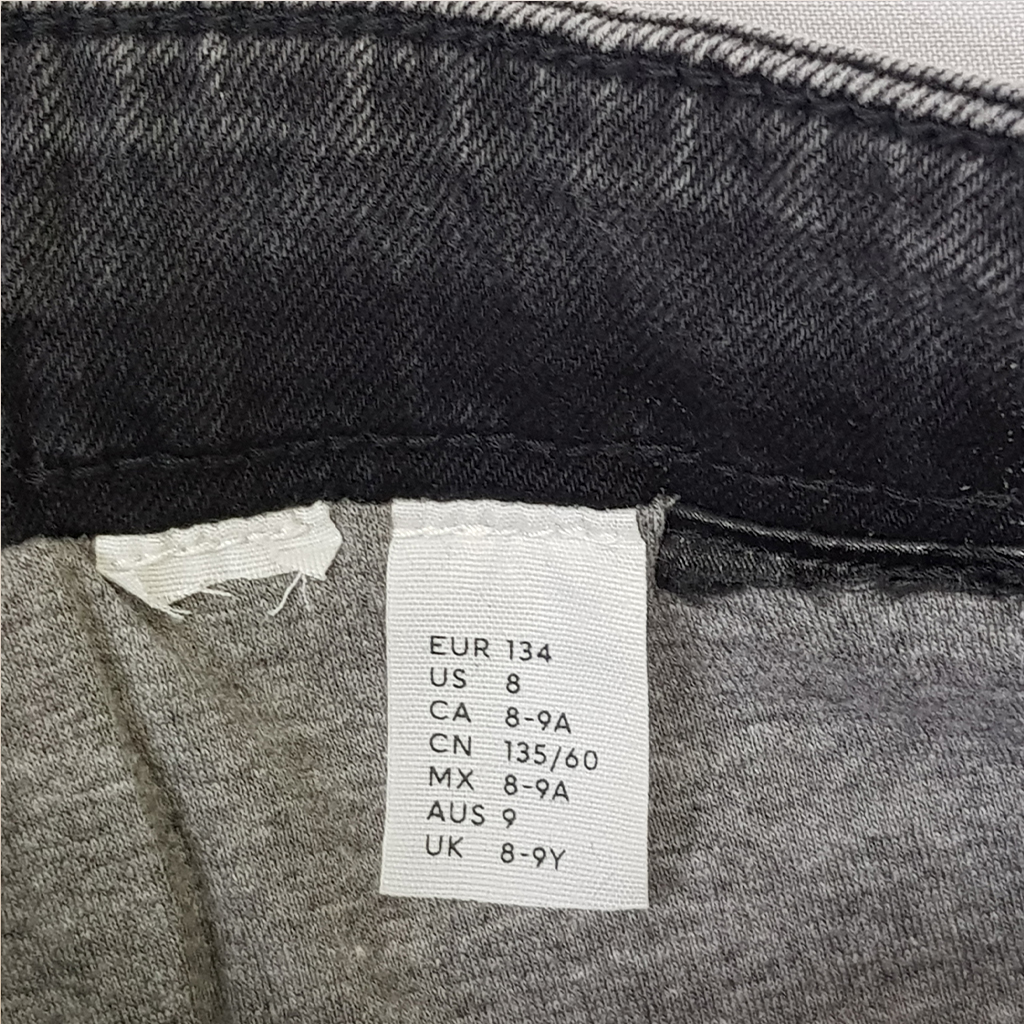 EUR 134
US 8
CA 8-9A
CN 135/60
MX 8-9A
AUS 9
UK 8-9Y